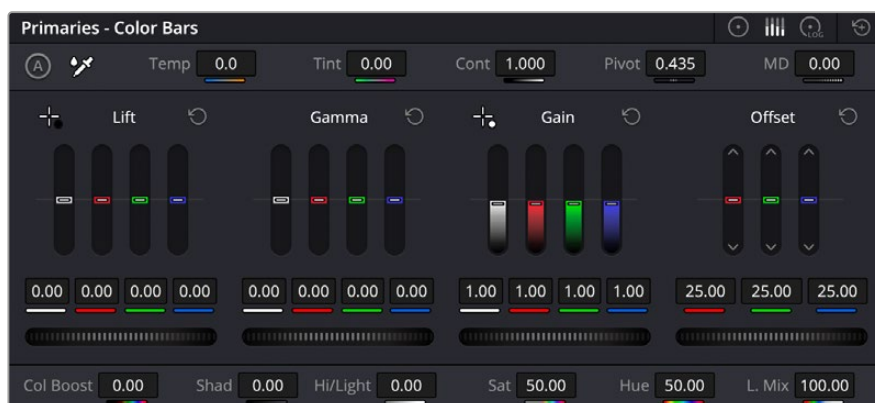 Primaries - Color Bars
LOG
A Temp 0.0 Tint 0.00 Cont 1.000 Pivot 0.435 MD 0.00
Lift Gamma Gain Offset
0.00 0.00 0.00 0.00 0.00 0.00 0.00 0.00 1.00 1.00 1.00 1.00 25.00 25.00 25.00
Col Boost 0.00 Shad 0.00 Hi/Light 0.00 Sat 50.00 Hue 50.00 L. Mix 100.00